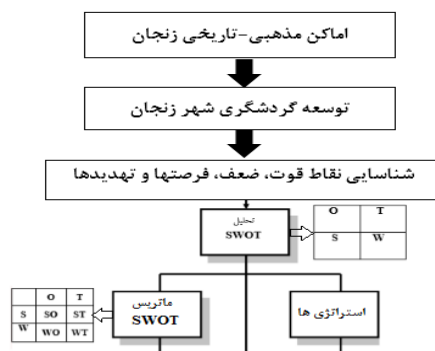 اماکن مذهبی-تاریخی زنجان
توسعه گردشگری شهر زنجان
شناسایی نقاط قوت، ضعف، فرصتها و تهدیدها
تحلیل
SWOT
O T
S W
ماتریس
SWOT
استراتژی ها
O T
S SO ST
W WO WT